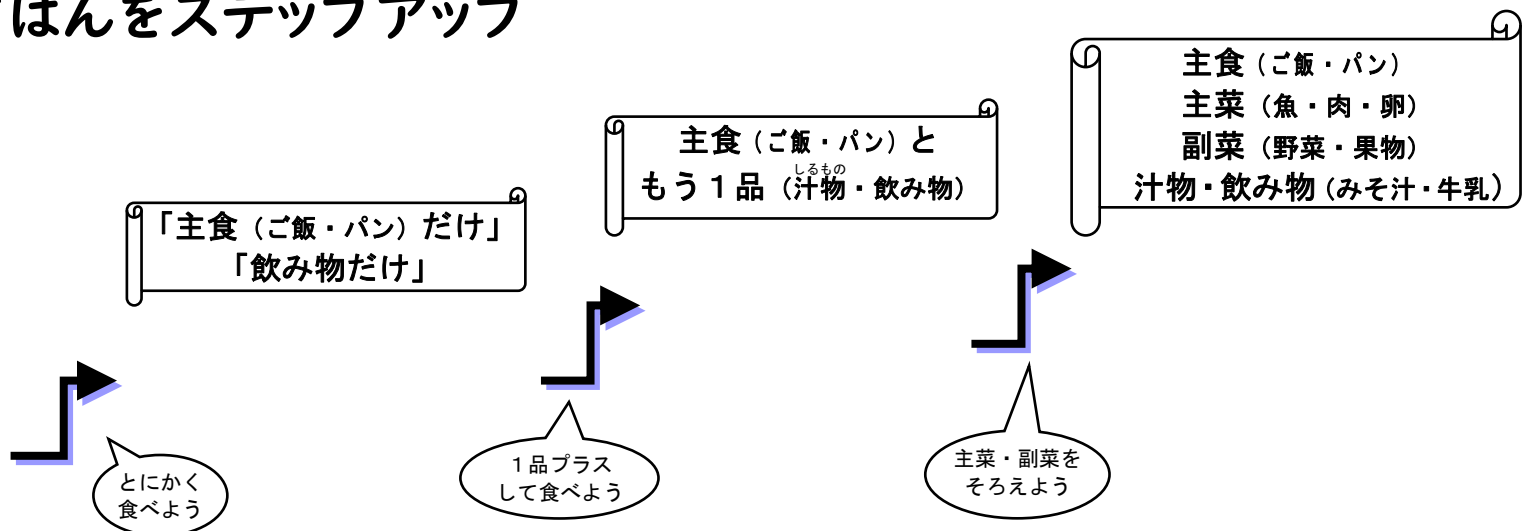 ごはんをステップアップ
「主食（ご飯・パン）だけ」
「飲み物だけ」
主食（ご飯・パン）と
もう１品（汁物・飲み物）
しるもの
主食（ご飯・パン）
主菜（魚・肉・卵）
副菜（野菜・果物）
汁物・飲み物（みそ汁・牛乳）
とにかく
食べよう
１品プラス
して食べよう
主菜・副菜を
そろえよう